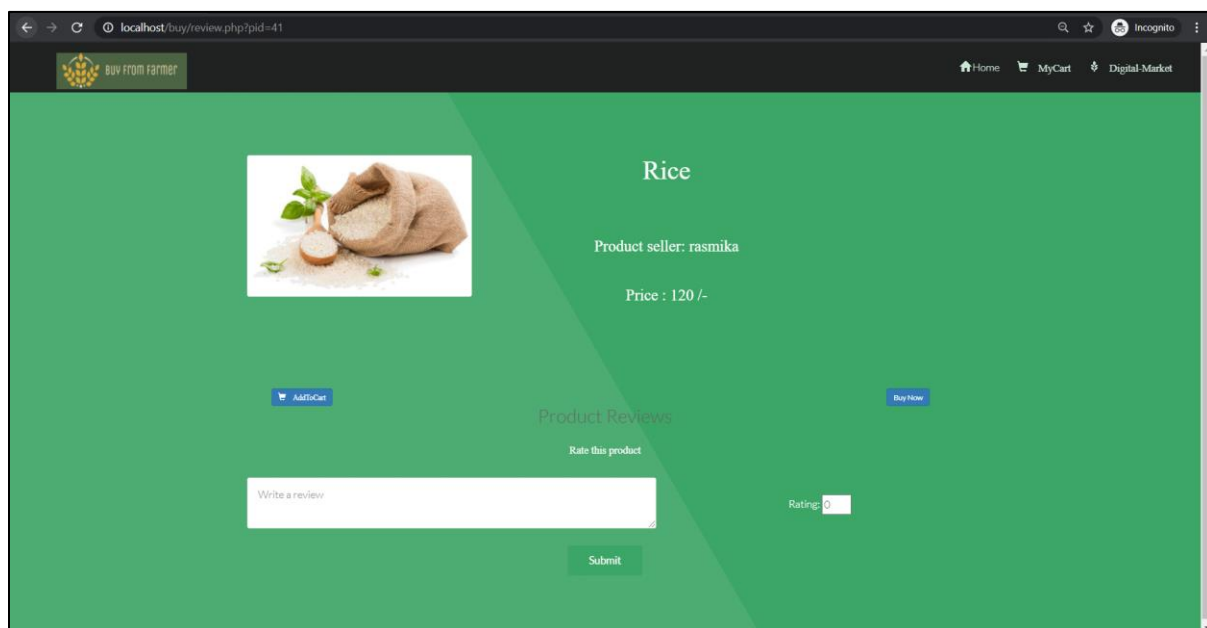 localhost/buy/review.php?pid=41
Incognito
BUY FROM FARMER
Home MyCart Digital-Market
Rice
Product seller: rasmika
Price : 120 /-
AddToCart
Buy Now
Product Reviews
Rate this product
Write a review
Rating: 0
Submit